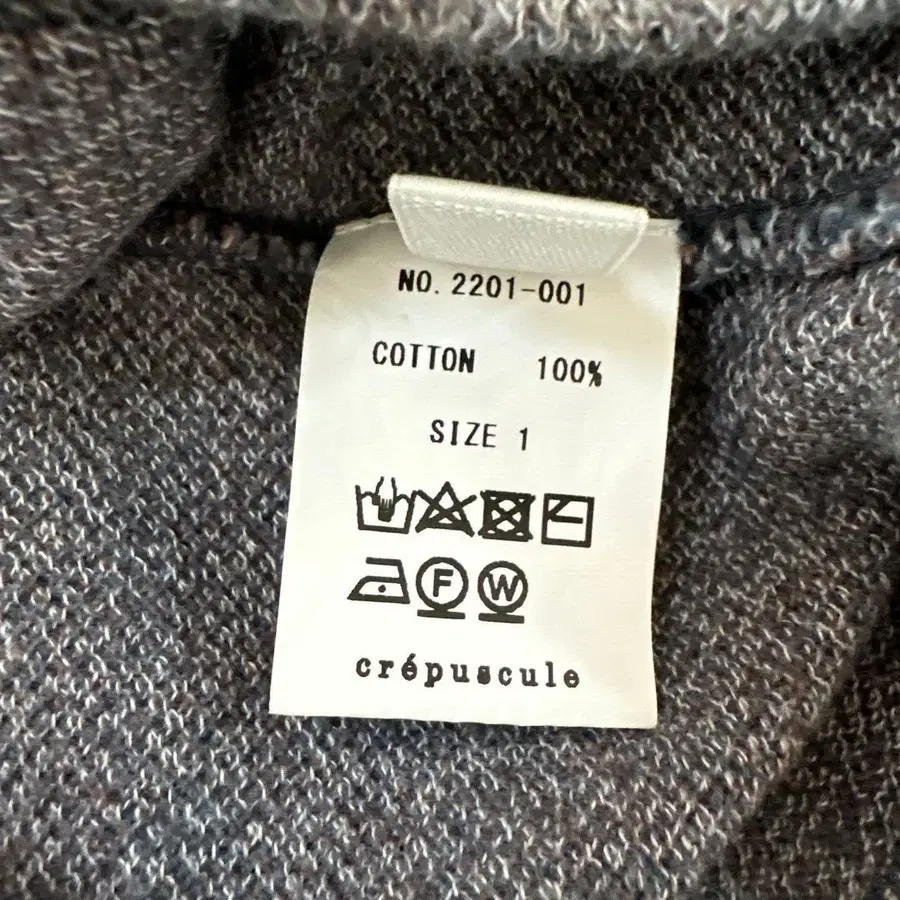 NO. 2201-001
COTTON 100%
SIZE 1
F W
crépuscule